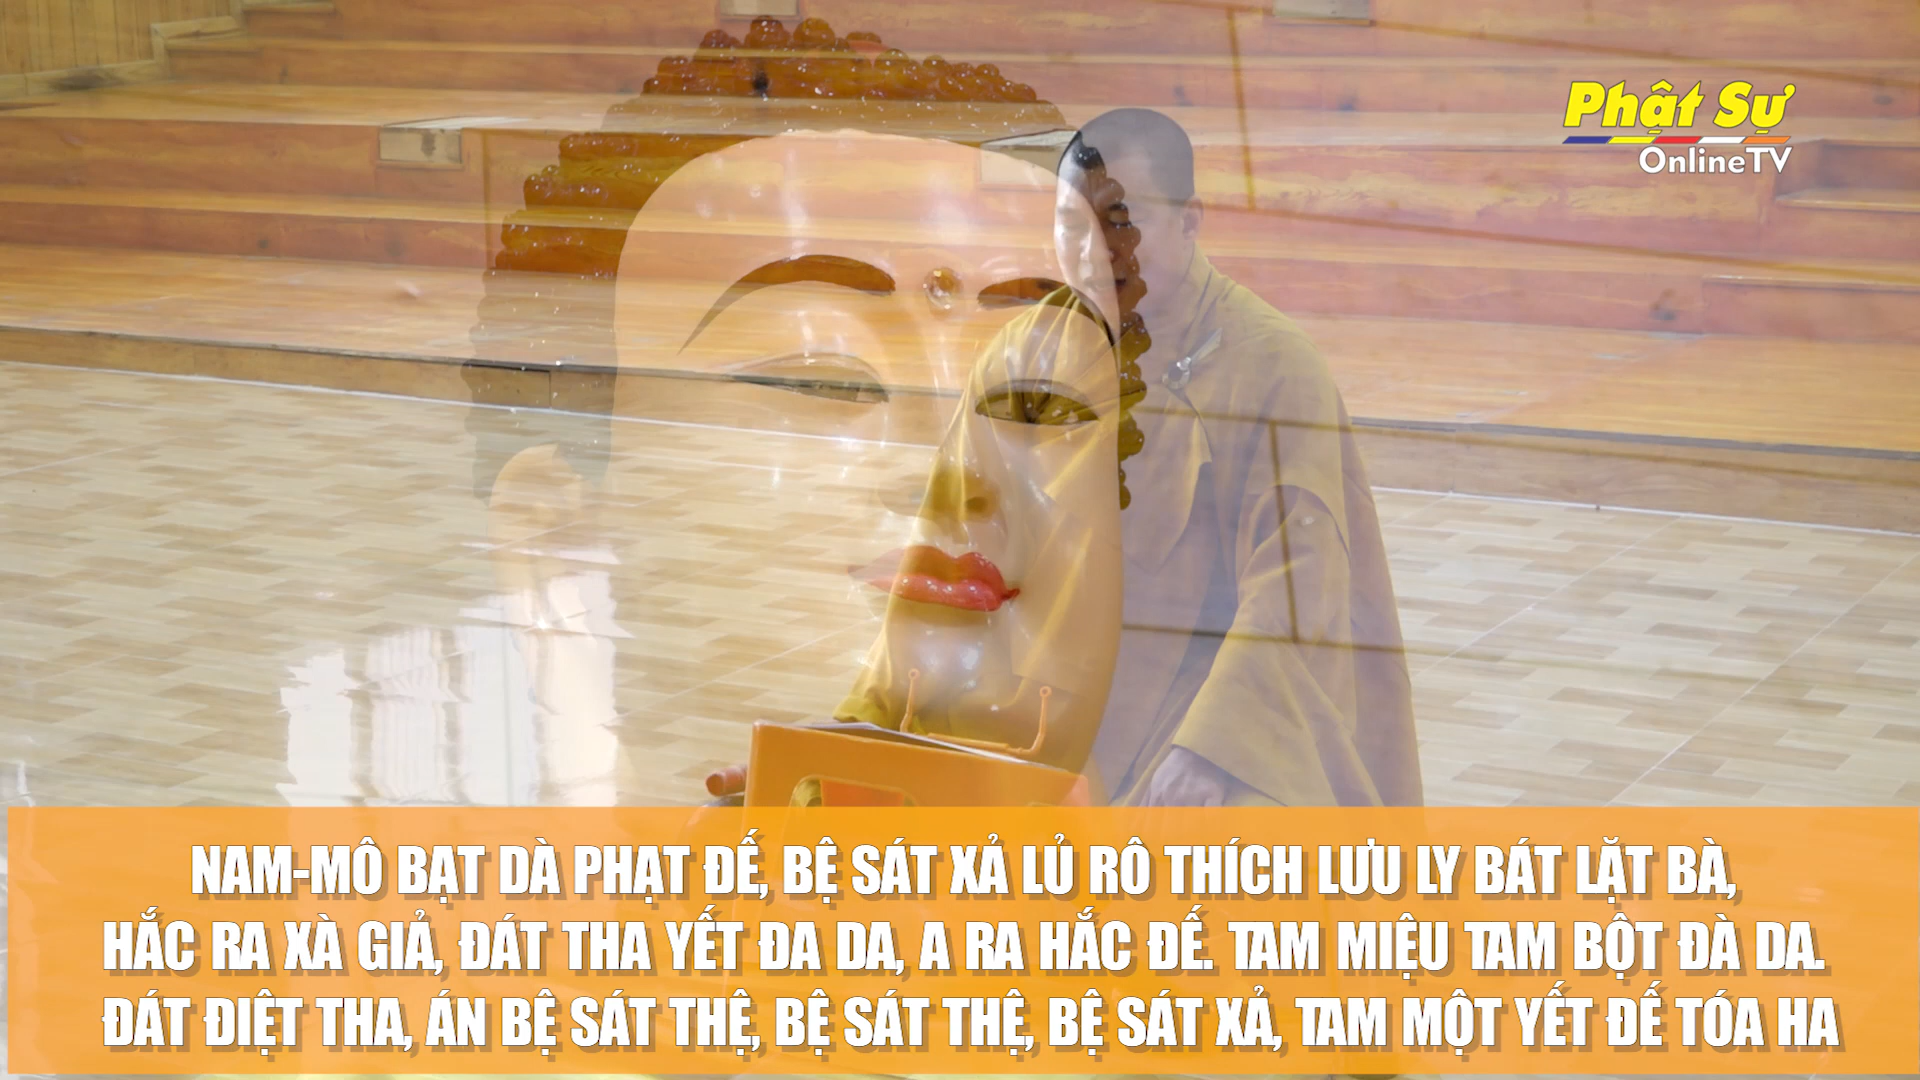 Phật Sự
OnlineTV
NAM-MÔ BẠT DÀ PHẠT ĐẾ, BỆ SÁT XẢ LỦ RÔ THÍCH LƯU LY BÁT LẶT BÀ,
HẮC RA XÀ GIẢ, ĐÁT THA YẾT ĐA DA, A RA HẮC ĐẾ. TAM MIỆU TAM BỘT ĐÀ DA.
ĐÁT ĐIỆT THA, ÁN BỆ SÁT THỆ, BỆ SÁT THỆ, BỆ SÁT XẢ, TAM MỘT YẾT ĐẾ TÓA HA